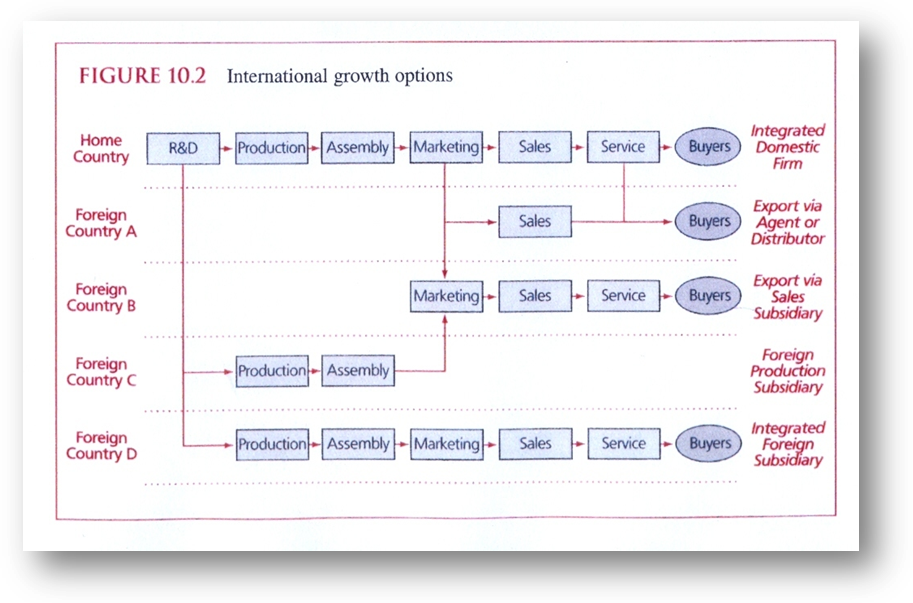 FIGURE 10.2 International growth options
Home
Country
R&D
Production
Assembly
Marketing
Sales
Service
Buyers
Integrated
Domestic
Firm
Foreign
Country A
Sales
Buyers
Export via
Agent or
Distributor
Foreign
Country B
Marketing
Sales
Service
Buyers
Export via
Sales
Subsidiary
Foreign
Country C
Production
Assembly
Foreign
Production
Subsidiary
Foreign
Country D
Production
Assembly
Marketing
Sales
Service
Buyers
Integrated
Foreign
Subsidiary